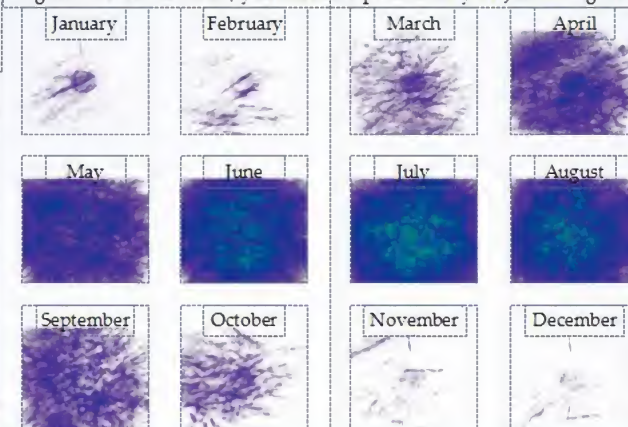 January February March April
May June July August
September October November December